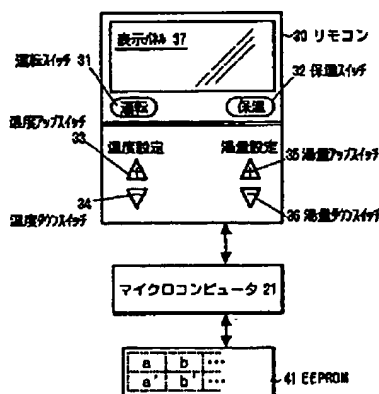 表示パネル 37
30 リモコン
運転スイッチ 31
32 保温スイッチ
運転
保温
温度アップスイッチ
33
温度設定
湯量設定
35 湯量アップスイッチ
34
温度ダウンスイッチ
36 湯量ダウンスイッチ
マイクロコンピュータ 21
a b ...
a' b' ...
41 EEPROM